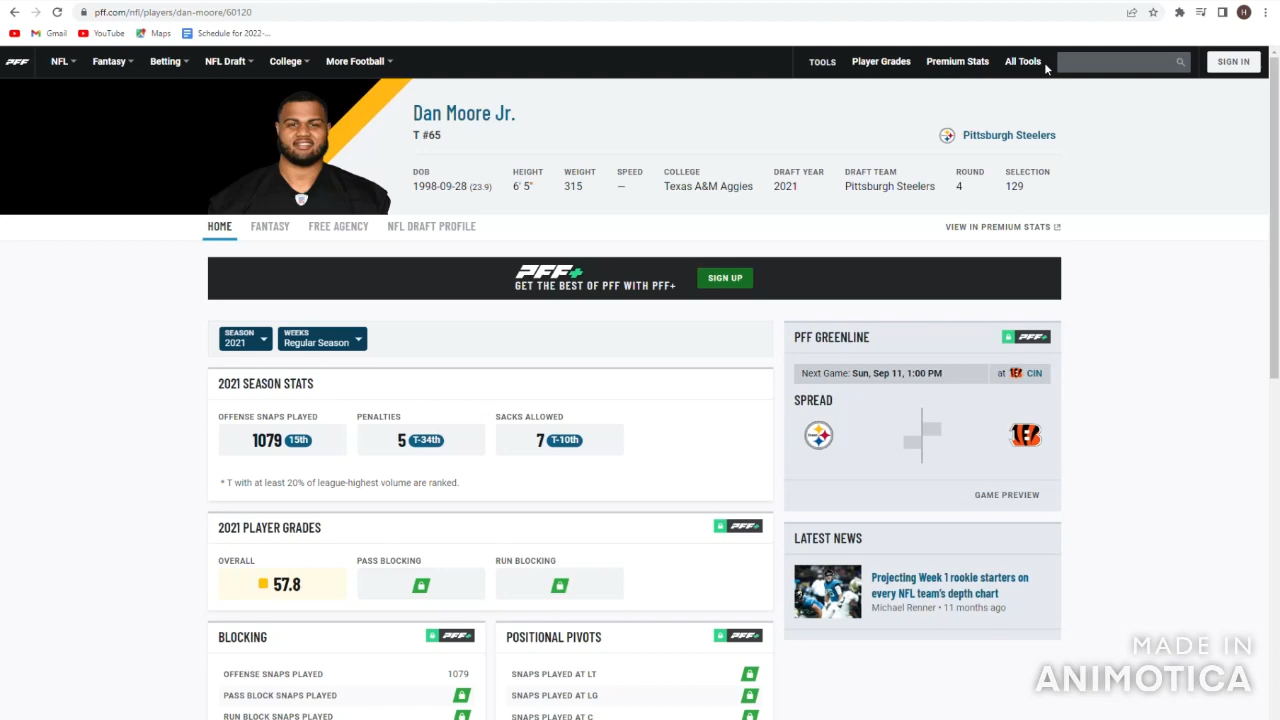 pff.com/nfl/players/dan-moore/60120
H
Gmail
YouTube
Maps
Schedule for 2022-...
PFF
NFL
Fantasy
Betting
NFL Draft
College
More Football
TOOLS
Player Grades
Premium Stats
All Tools
SIGN IN
Dan Moore Jr.
T #65
Pittsburgh Steelers
DOB HEIGHT WEIGHT SPEED COLLEGE DRAFT YEAR DRAFT TEAM ROUND SELECTION
1998-09-28 (23.9) 6' 5" 315 — Texas A&M Aggies 2021 Pittsburgh Steelers 4 129
HOME FANTASY FREE AGENCY NFL DRAFT PROFILE
VIEW IN PREMIUM STATS
PFF+
GET THE BEST OF PFF WITH PFF+
SIGN UP
SEASON
2021
WEEKS
Regular Season
2021 SEASON STATS
OFFENSE SNAPS PLAYED PENALTIES SACKS ALLOWED
1079 15th 5 T-34th 7 T-10th
* T with at least 20% of league-highest volume are ranked.
2021 PLAYER GRADES
PFF+
OVERALL PASS BLOCKING RUN BLOCKING
57.8
BLOCKING
PFF+
OFFENSE SNAPS PLAYED 1079
PASS BLOCK SNAPS PLAYED
RUN BLOCK SNAPS PLAYED
POSITIONAL PIVOTS
PFF+
SNAPS PLAYED AT LT
SNAPS PLAYED AT LG
SNAPS PLAYED AT C
PFF GREENLINE
PFF+
Next Game: Sun, Sep 11, 1:00 PM
at CIN
SPREAD
GAME PREVIEW
LATEST NEWS
Projecting Week 1 rookie starters on
every NFL team's depth chart
Michael Renner • 11 months ago
MADE IN
ANIMOTICA